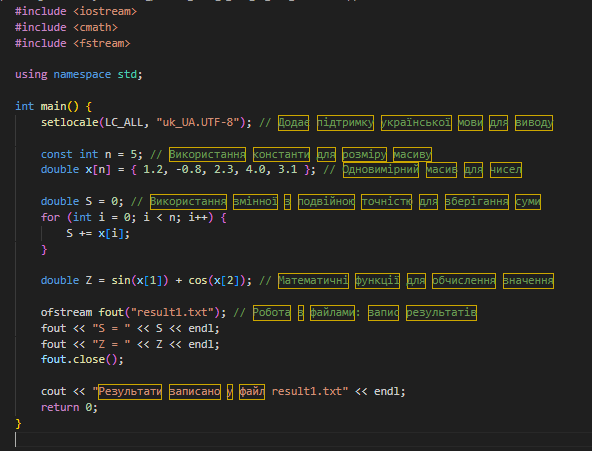 #include <iostream>
#include <cmath>
#include <fstream>
using namespace std;
int main() {
setlocale(LC_ALL, "uk_UA.UTF-8"); // Додає підтримку української мови для виводу
const int n = 5; // Використання константи для розміру масиву
double x[n] = { 1.2, -0.8, 2.3, 4.0, 3.1 }; // Одновимірний масив для чисел
double S = 0; // Використання змінної з подвійною точністю для зберігання суми
for (int i = 0; i < n; i++) {
S += x[i];
}
double Z = sin(x[1]) + cos(x[2]); // Математичні функції для обчислення значення
ofstream fout("result1.txt"); // Робота з файлами: запис результатів
fout << "S = " << S << endl;
fout << "Z = " << Z << endl;
fout.close();
cout << "Результати записано у файл result1.txt" << endl;
return 0;
}